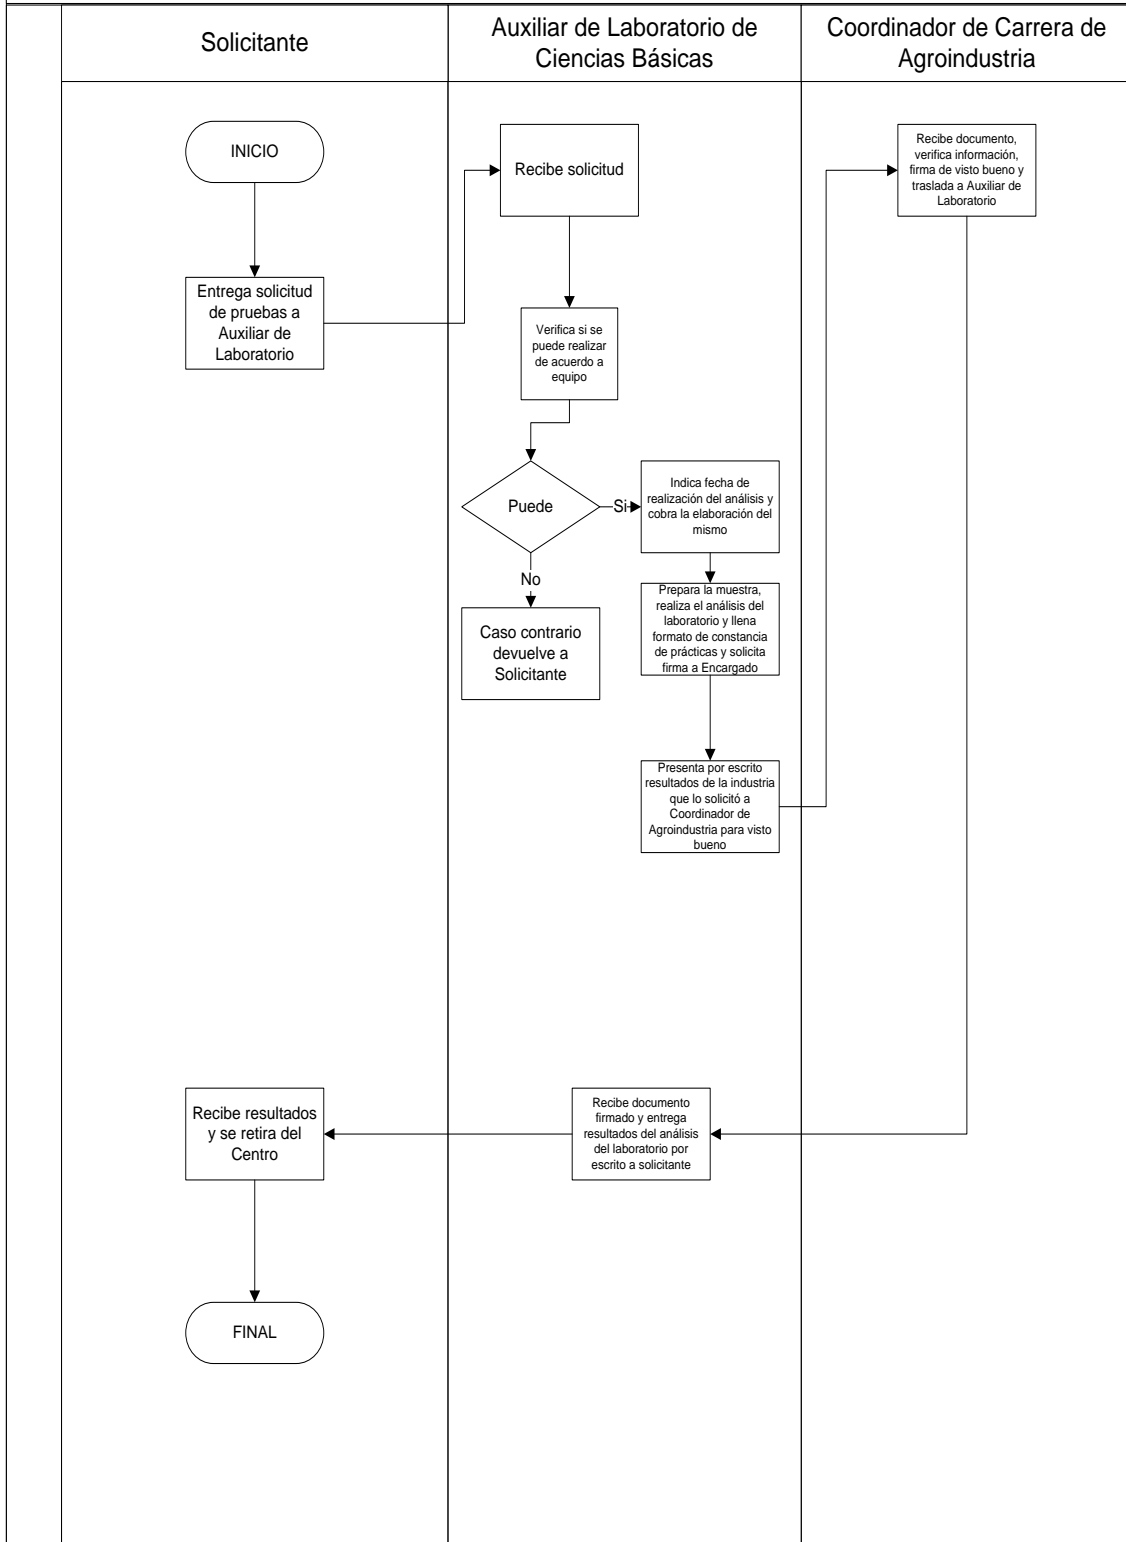 Solicitante
Auxiliar de Laboratorio de
Ciencias Básicas
Coordinador de Carrera de
Agroindustria
INICIO
Entrega solicitud
de pruebas a
Auxiliar de
Laboratorio
Recibe solicitud
Verifica si se
puede realizar
de acuerdo a
equipo
Puede
Si
Indica fecha de
realización del análisis y
cobra la elaboración del
mismo
No
Caso contrario
devuelve a
Solicitante
Prepara la muestra,
realiza el análisis del
laboratorio y llena
formato de constancia
de prácticas y solicita
firma a Encargado
Presenta por escrito
resultados de la industria
que lo solicitó a
Coordinador de
Agroindustria para visto
bueno
Recibe documento,
verifica información,
firma de visto bueno y
traslada a Auxiliar de
Laboratorio
Recibe documento
firmado y entrega
resultados del análisis
del laboratorio por
escrito a solicitante
Recibe resultados
y se retira del
Centro
FINAL